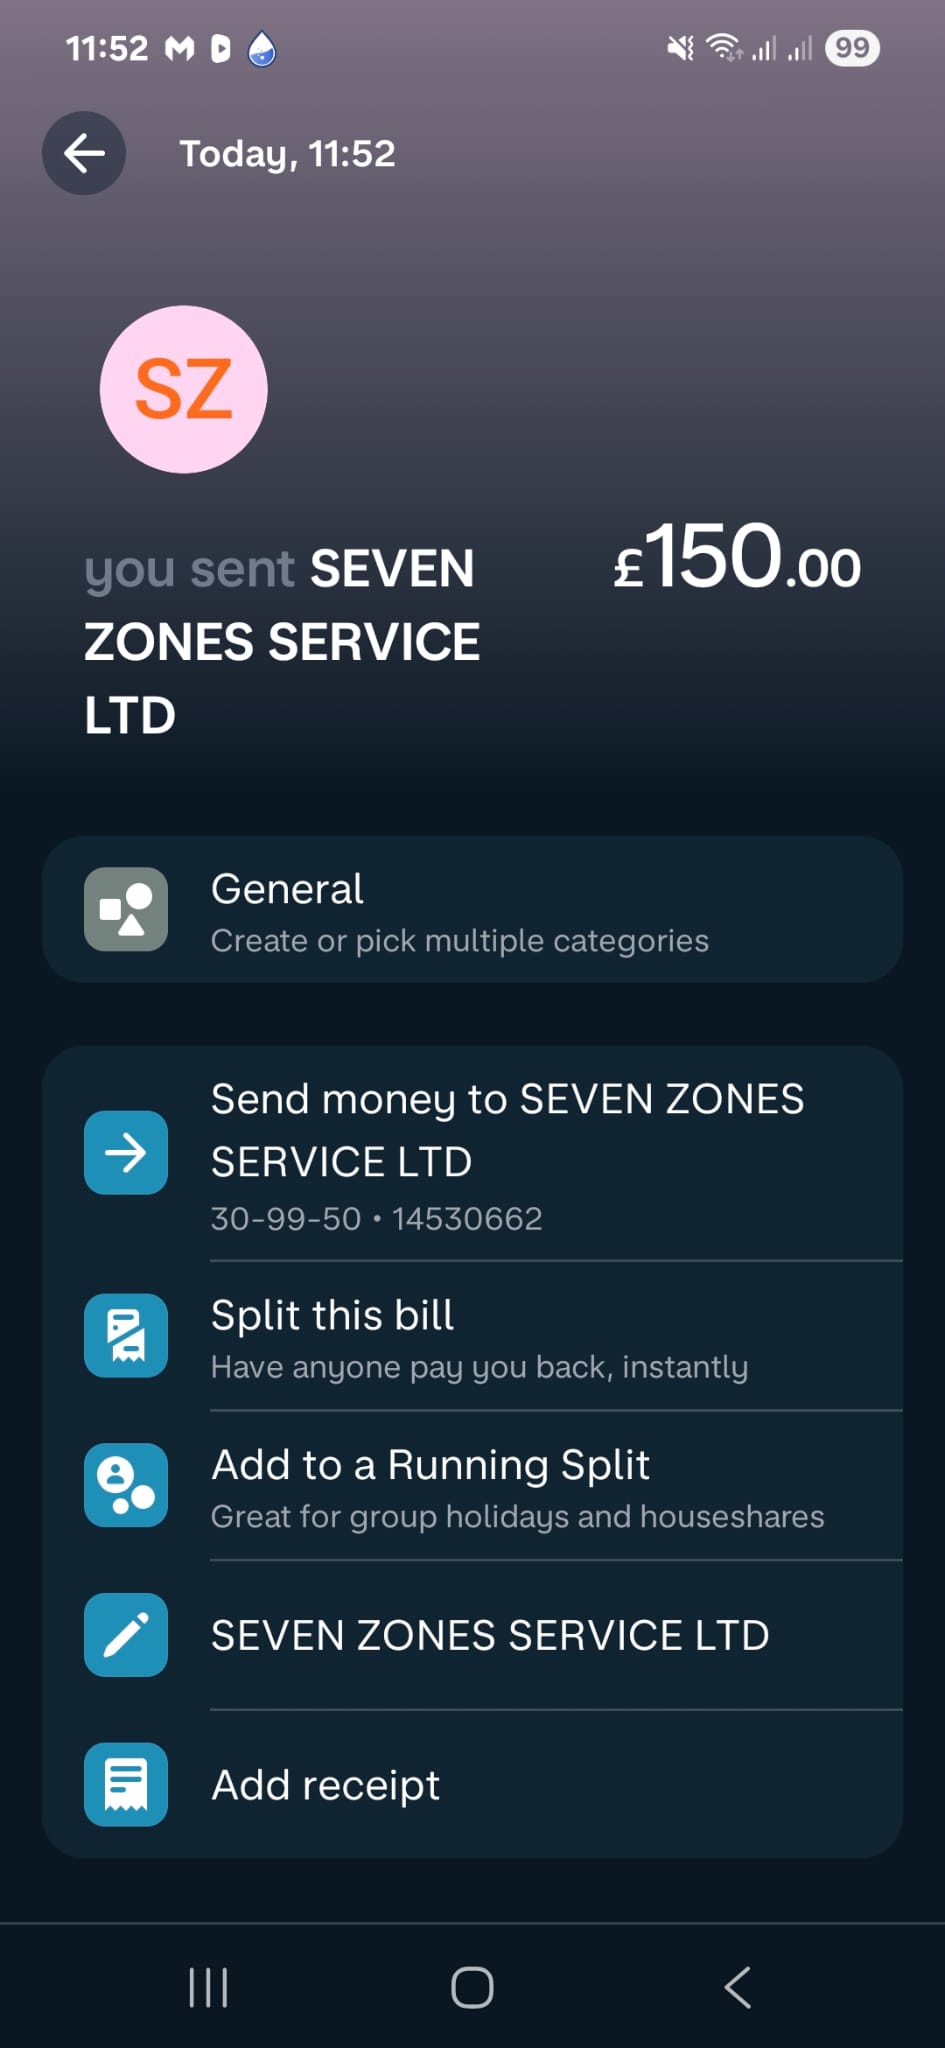 11:52
99
Today, 11:52
SZ
you sent SEVEN
ZONES SERVICE
LTD
£150.00
General
Create or pick multiple categories
Send money to SEVEN ZONES
SERVICE LTD
30-99-50 • 14530662
Split this bill
Have anyone pay you back, instantly
Add to a Running Split
Great for group holidays and houseshares
SEVEN ZONES SERVICE LTD
Add receipt